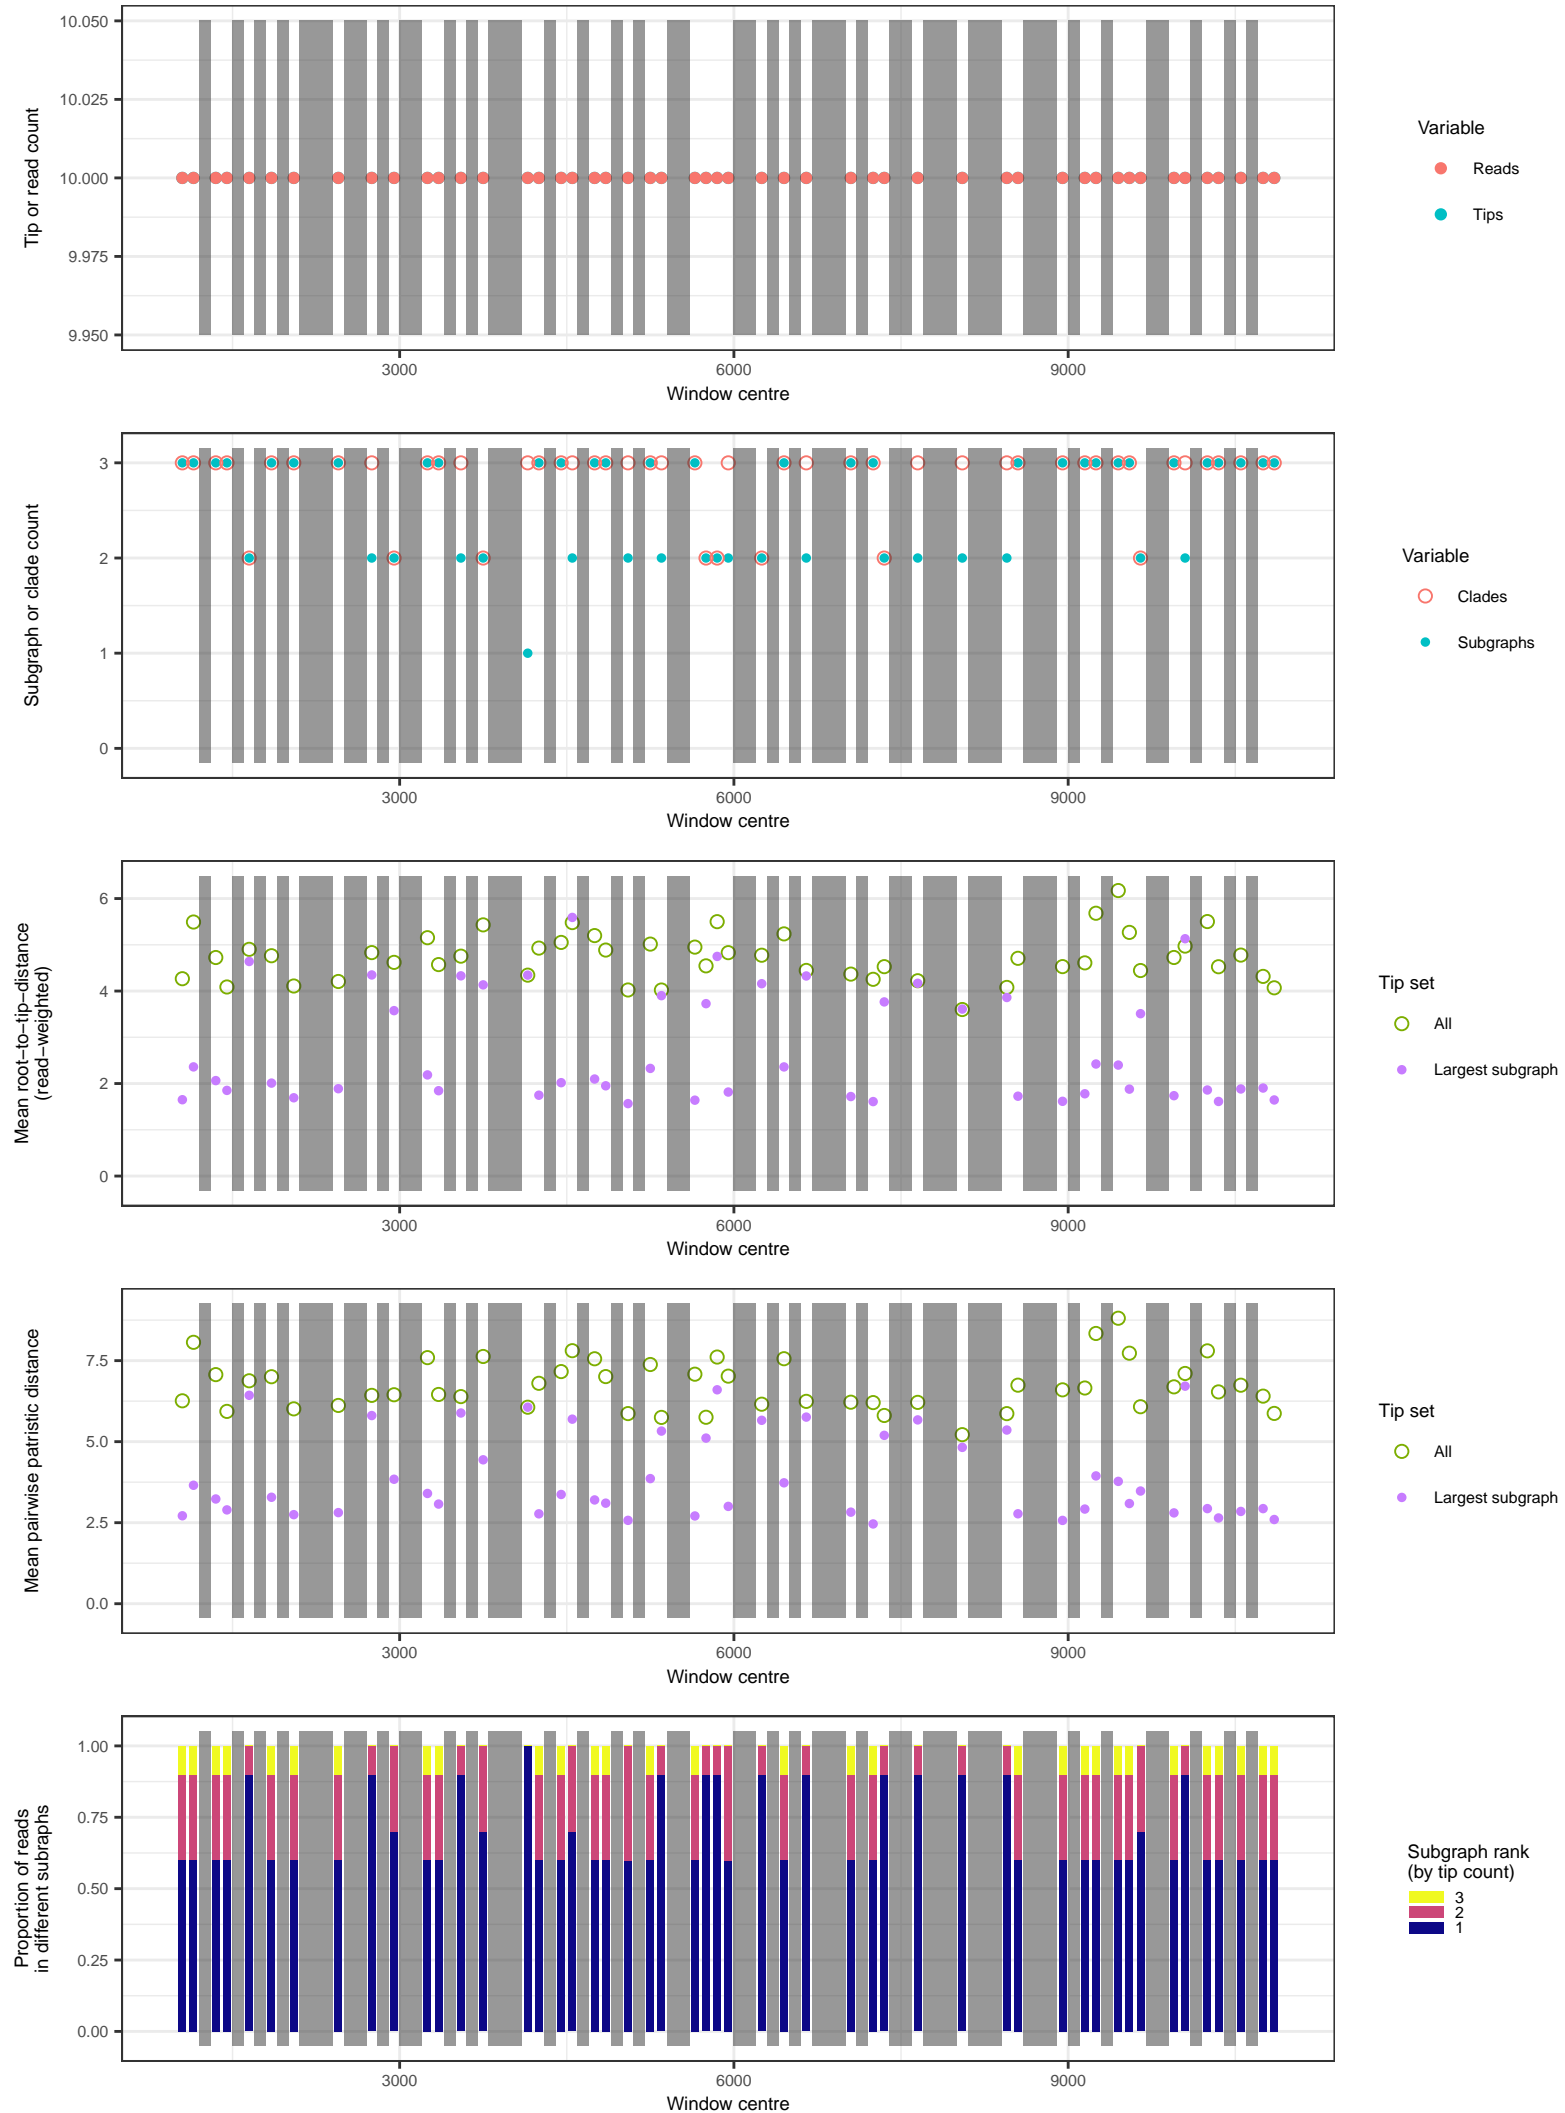 10.050
10.025
10.000
9.975
9.950
Tip or read count
3000
6000
9000
Window centre
Variable
Reads
Tips
3
2
1
0
Subgraph or clade count
3000
6000
9000
Window centre
Variable
Clades
Subgraphs
6
4
2
0
Mean root−to−tip−distance
(read−weighted)
3000
6000
9000
Window centre
Tip set
All
Largest subgraph
7.5
5.0
2.5
0.0
Mean pairwise patristic distance
3000
6000
9000
Window centre
Tip set
All
Largest subgraph
1.00
0.75
0.50
0.25
0.00
Proportion of reads
in different subraphs
3000
6000
9000
Window centre
Subgraph rank
(by tip count)
3
2
1